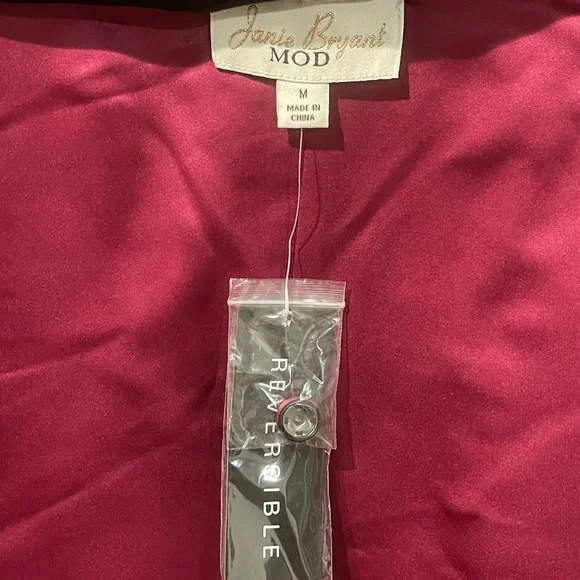 Janie Bryant
MOD
M
MADE IN
CHINA
REVERSIBLE